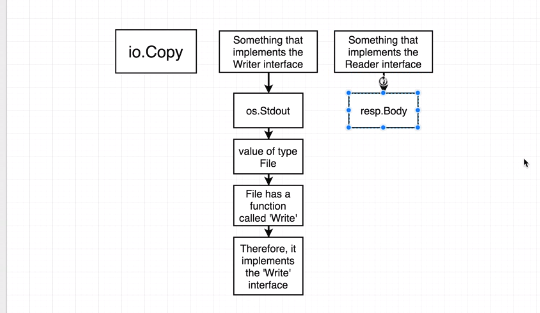 io.Copy
Something that
implements the
Writer interface
Something that
implements the
Reader interface
os.Stdout
resp.Body
value of type
File
File has a
function
called 'Write'
Therefore, it
implements
the 'Write'
interface